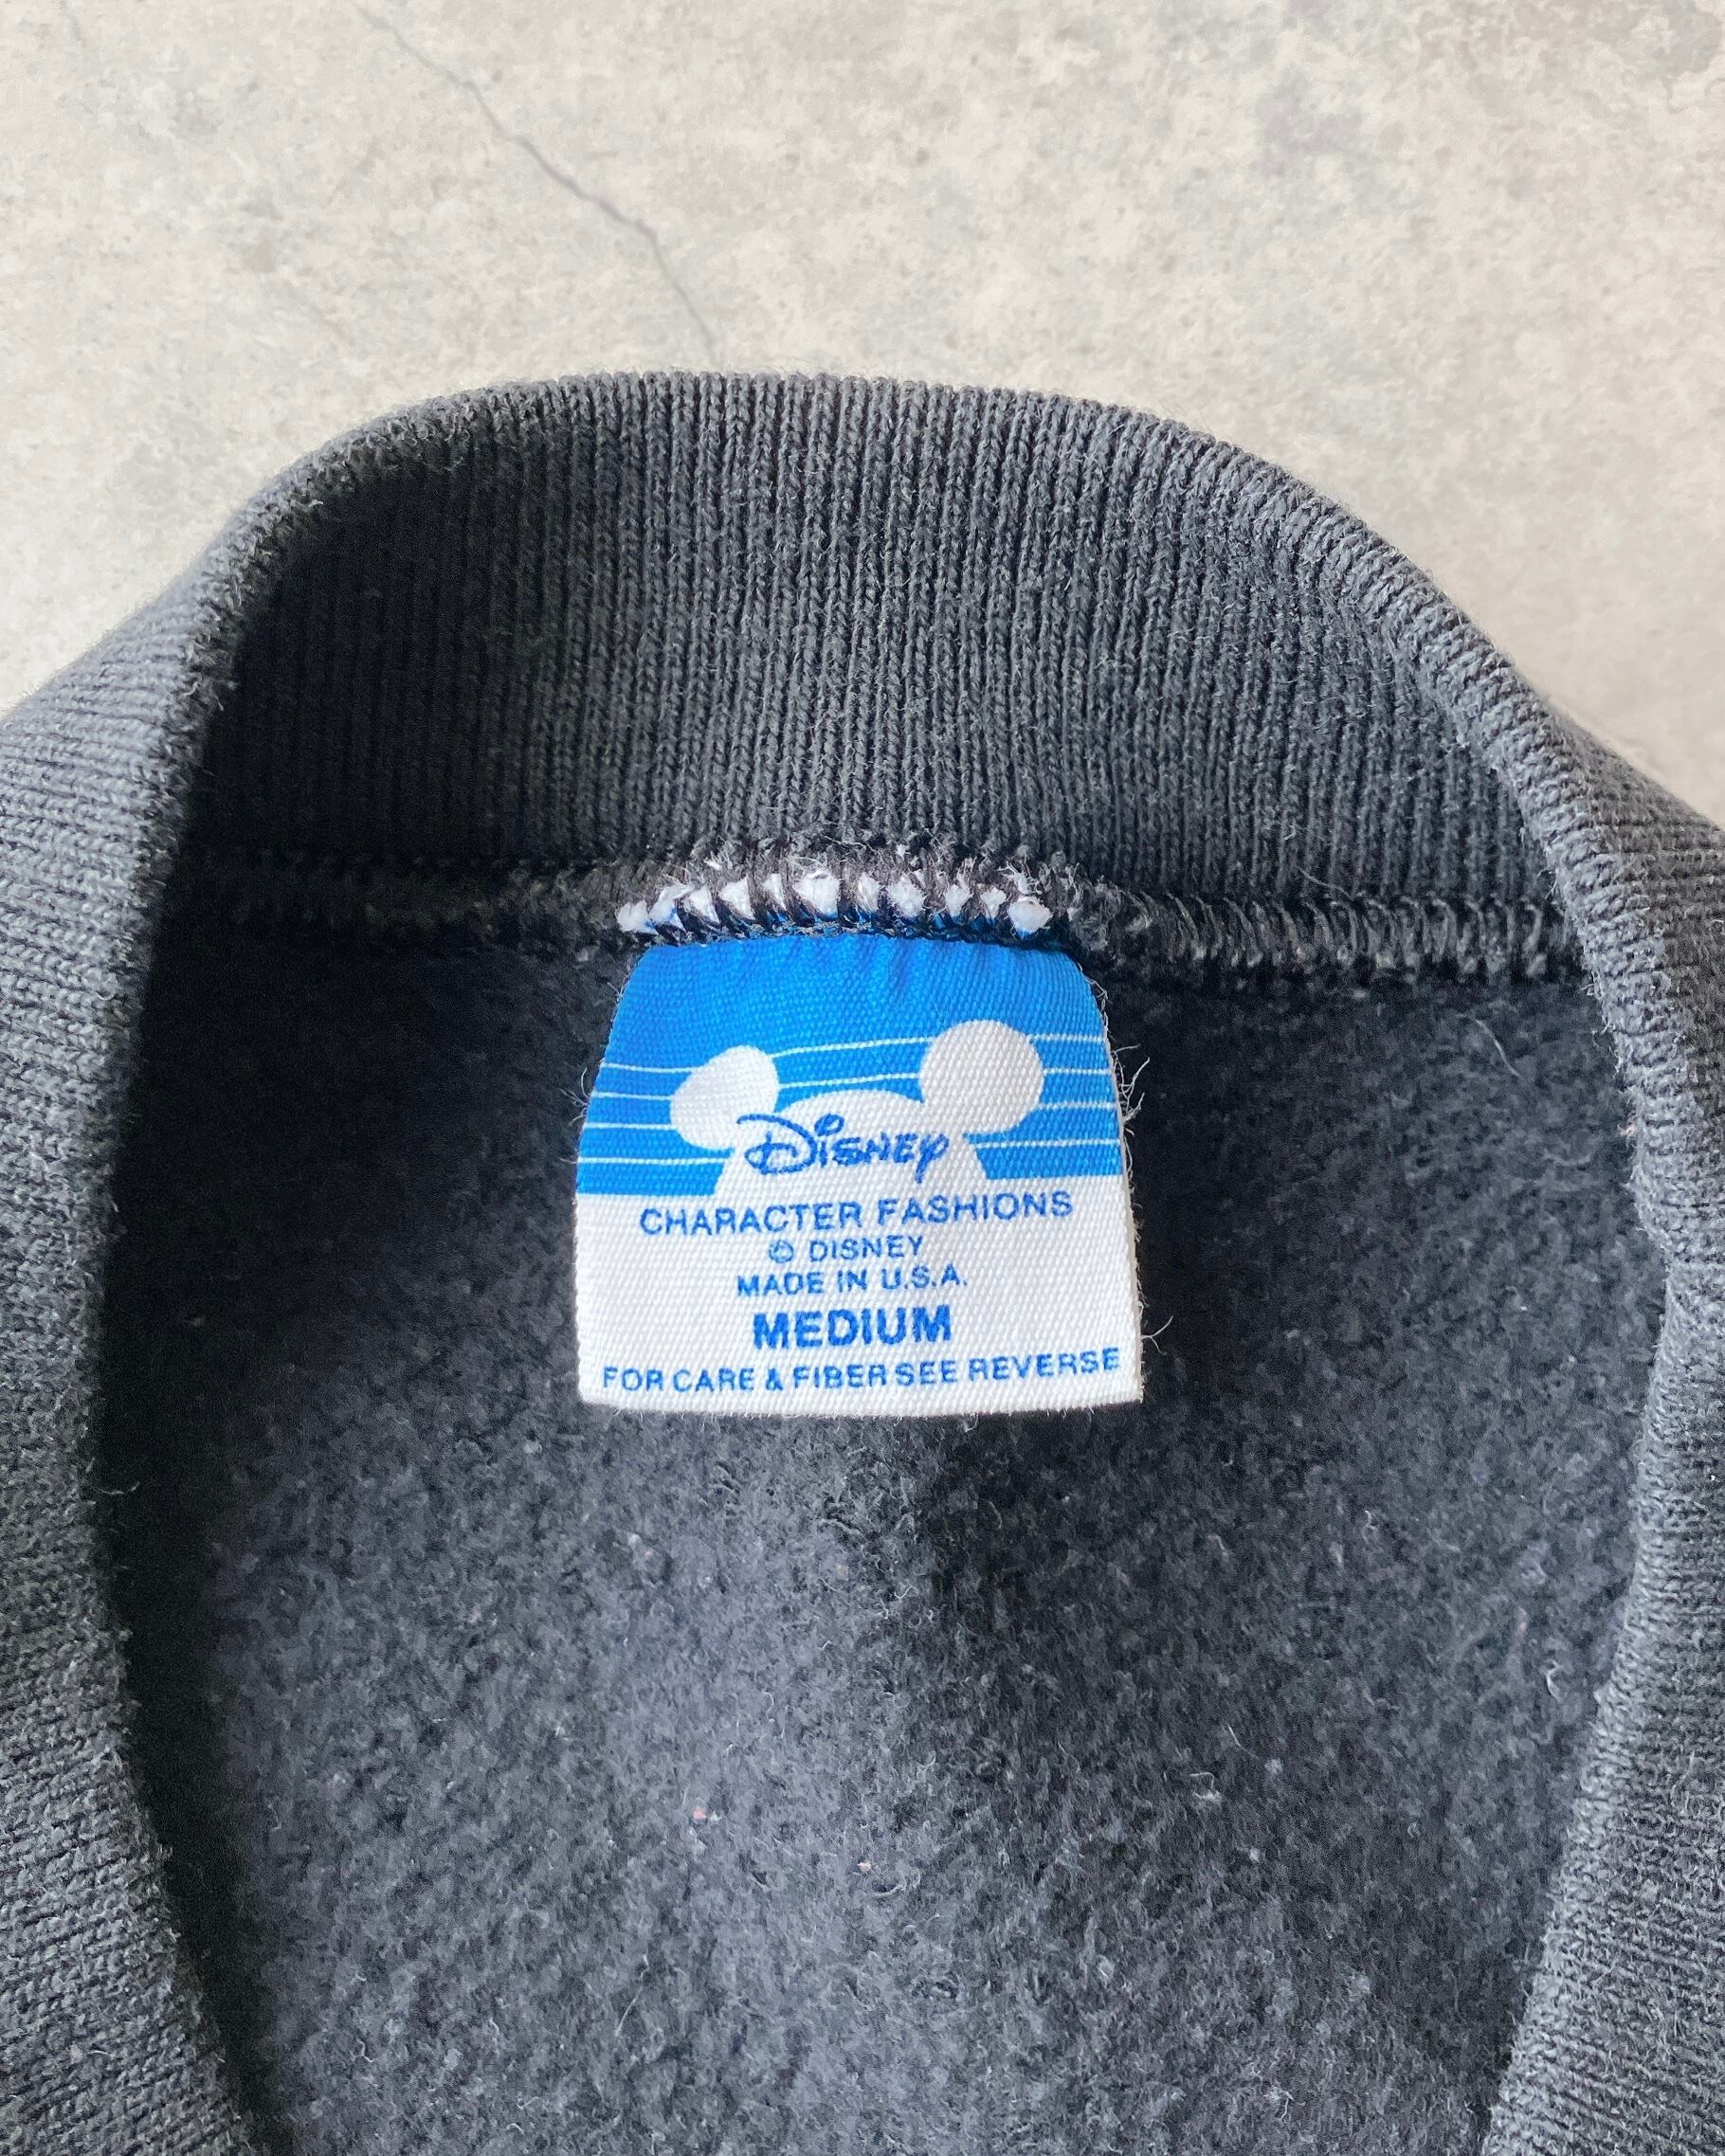 Disney
CHARACTER FASHIONS
© DISNEY
MADE IN U.S.A.
MEDIUM
FOR CARE & FIBER SEE REVERSE